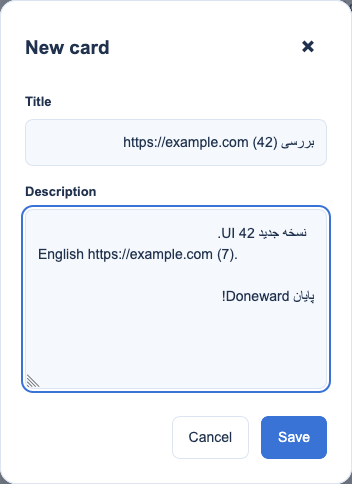 New card
Title
بررسی (42) https://example.com
Description
نسخه جدید UI 42.
English https://example.com (7).
پایان Doneward!
Cancel
Save